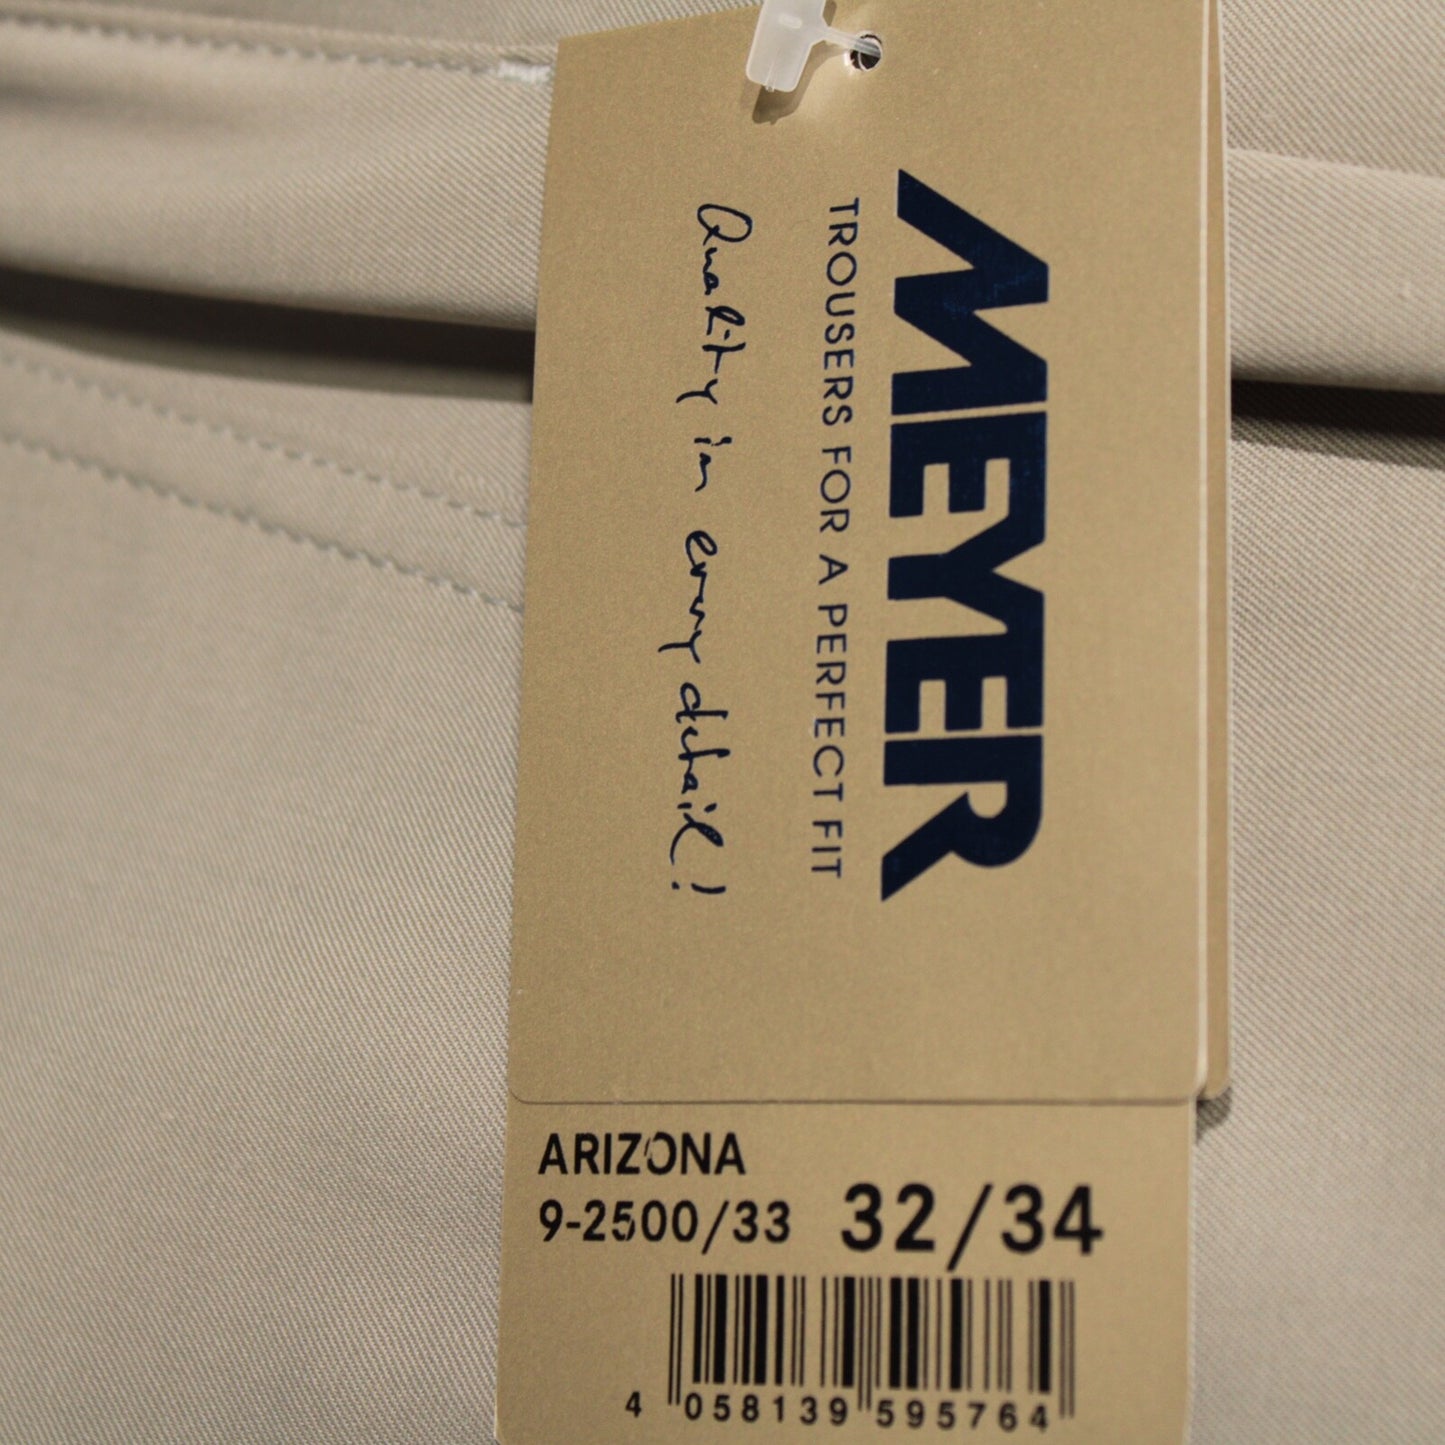 MEYER
TROUSERS FOR A PERFECT FIT
Quality in every detail!
ARIZONA
9-2500/33 32/34
4 058139 595764